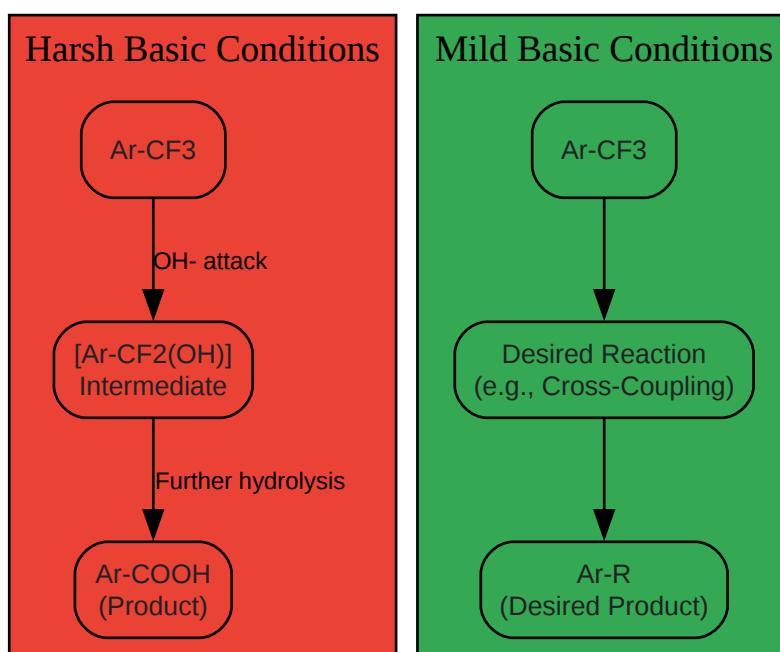 Harsh Basic Conditions
Ar-CF3
OH- attack
[Ar-CF2(OH)]
Intermediate
Further hydrolysis
Ar-COOH
(Product)
Mild Basic Conditions
Ar-CF3
Desired Reaction
(e.g., Cross-Coupling)
Ar-R
(Desired Product)